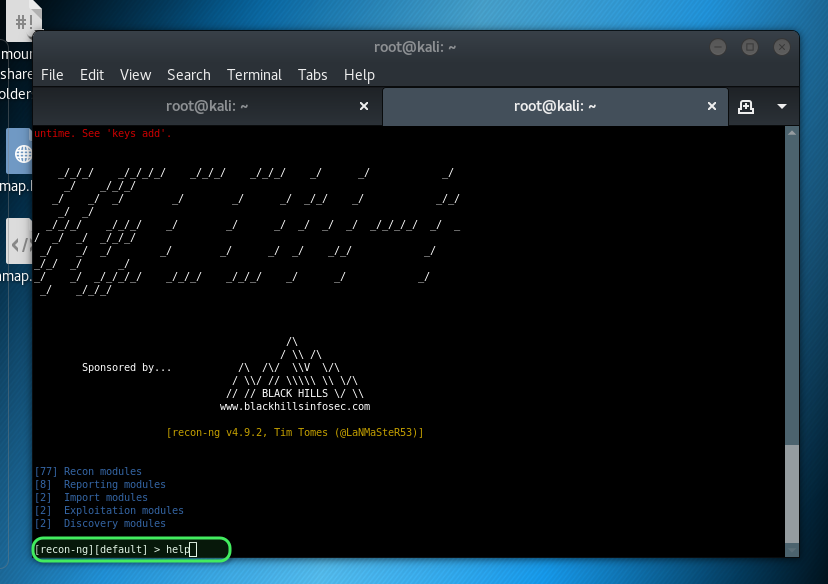 #!
root@kali: ~
mour
share
older
File Edit View Search Terminal Tabs Help
root@kali: ~ × root@kali: ~ ×
untime. See 'keys add'.
    _/_/_/    _/_/_/_/    _/_/_/    _/_/_/    _/      _/            _/
     _/    _/_/_/
   _/    _/  _/        _/        _/      _/  _/_/    _/            _/_/
    _/  _/
  _/_/_/    _/_/_/    _/        _/      _/  _/  _/  _/  _/_/_/_/  _/  _
/  _/  _/  _/_/_/
 _/    _/  _/        _/        _/      _/  _/    _/_/            _/
_/_/  _/      _/
_/    _/  _/_/_/_/    _/_/_/    _/_/_/    _/      _/            _/
 _/    _/_/_/
/\
/ \\ /\
Sponsored by... /\ /\/ \\V \/\
/ \\/ // \\\\\ \\ \/\
// // BLACK HILLS \/ \\
www.blackhillsinfosec.com
[recon-ng v4.9.2, Tim Tomes (@LaNMaSteR53)]
[77] Recon modules
[8] Reporting modules
[2] Import modules
[2] Exploitation modules
[2] Discovery modules
[recon-ng][default] > help
map.
</>
nmap.